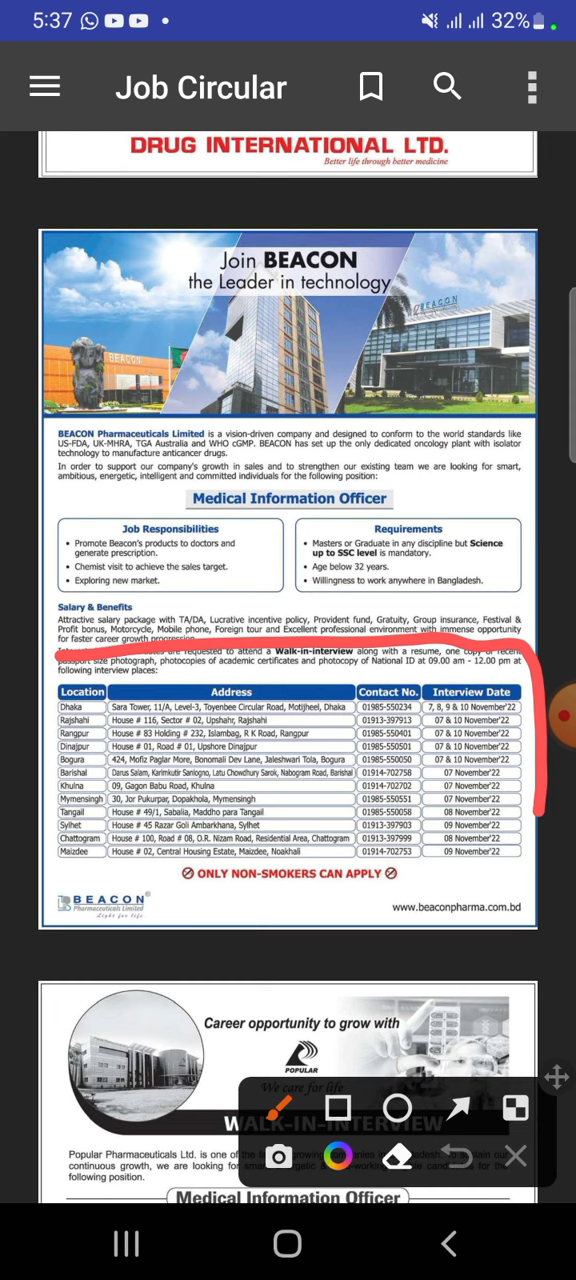 5:37
32%
Job Circular
DRUG INTERNATIONAL LTD.
Better life through better medicine
Join BEACON
the Leader in technology
BEACON
BEACON
BEACON Pharmaceuticals Limited is a vision-driven company and designed to conform to the world standards like
US-FDA, UK-MHRA, TGA Australia and WHO cGMP. BEACON has set up the only dedicated oncology plant with isolator
technology to manufacture anticancer drugs.
In order to support our company's growth in sales and to strengthen our existing team we are looking for smart,
ambitious, energetic, intelligent and committed individuals for the following position:
Medical Information Officer
Job Responsibilities
• Promote Beacon's products to doctors and
generate prescription.
• Chemist visit to achieve the sales target.
• Exploring new market.
Requirements
• Masters or Graduate in any discipline but Science
up to SSC level is mandatory.
• Age below 32 years.
• Willingness to work anywhere in Bangladesh.
Salary & Benefits
Attractive salary package with TA/DA, Lucrative incentive policy, Provident fund, Gratuity, Group insurance, Festival &
Profit bonus, Motorcycle, Mobile phone, Foreign tour and Excellent professional environment with immense opportunity
for faster career growth progression.
are requested to attend a Walk-in-interview along with a resume, one copy of recent
passport size photograph, photocopies of academic certificates and photocopy of National ID at 09.00 am - 12.00 pm at
following interview places:
Location Address Contact No. Interview Date
Dhaka Sara Tower, 11/A, Level-3, Toyenbee Circular Road, Motijheel, Dhaka 01985-550234 7, 8, 9 & 10 November'22
Rajshahi House # 116, Sector # 02, Upshahr, Rajshahi 01913-397913 07 & 10 November'22
Rangpur House # 83 Holding # 232, Islambag, R K Road, Rangpur 01985-550401 07 & 10 November'22
Dinajpur House # 01, Road # 01, Upshore Dinajpur 01985-550501 07 & 10 November'22
Bogura 424, Mofiz Paglar More, Bonomali Dev Lane, Jaleshwari Tola, Bogura 01985-550050 07 & 10 November'22
Barishal Darus Salam, Karimkutir Sanlogno, Latu Chowdhury Sarok, Nabogram Road, Barishal 01914-702758 07 November'22
Khulna 09, Gagon Babu Road, Khulna 01914-702702 07 November'22
Mymensingh 30, Jor Pukurpar, Dopakhola, Mymensingh 01985-550551 07 November'22
Tangail House # 49/1, Sabalia, Maddho para Tangail 01985-550058 08 November'22
Sylhet House # 45 Razar Goli Ambarkhana, Sylhet 01913-397903 09 November'22
Chattogram House # 100, Road # 08, O.R. Nizam Road, Residential Area, Chattogram 01913-397999 08 November'22
Maizdee House # 02, Central Housing Estate, Maizdee, Noakhali 01914-702753 09 November'22
ONLY NON-SMOKERS CAN APPLY
BEACON
Pharmaceuticals Limited
Light for life
www.beaconpharma.com.bd
Career opportunity to grow with
POPULAR
We care for life
WALK-IN-INTERVIEW
Popular Pharmaceuticals Ltd. is one of the
continuous growth, we are looking for
following position.
Medical Information Officer